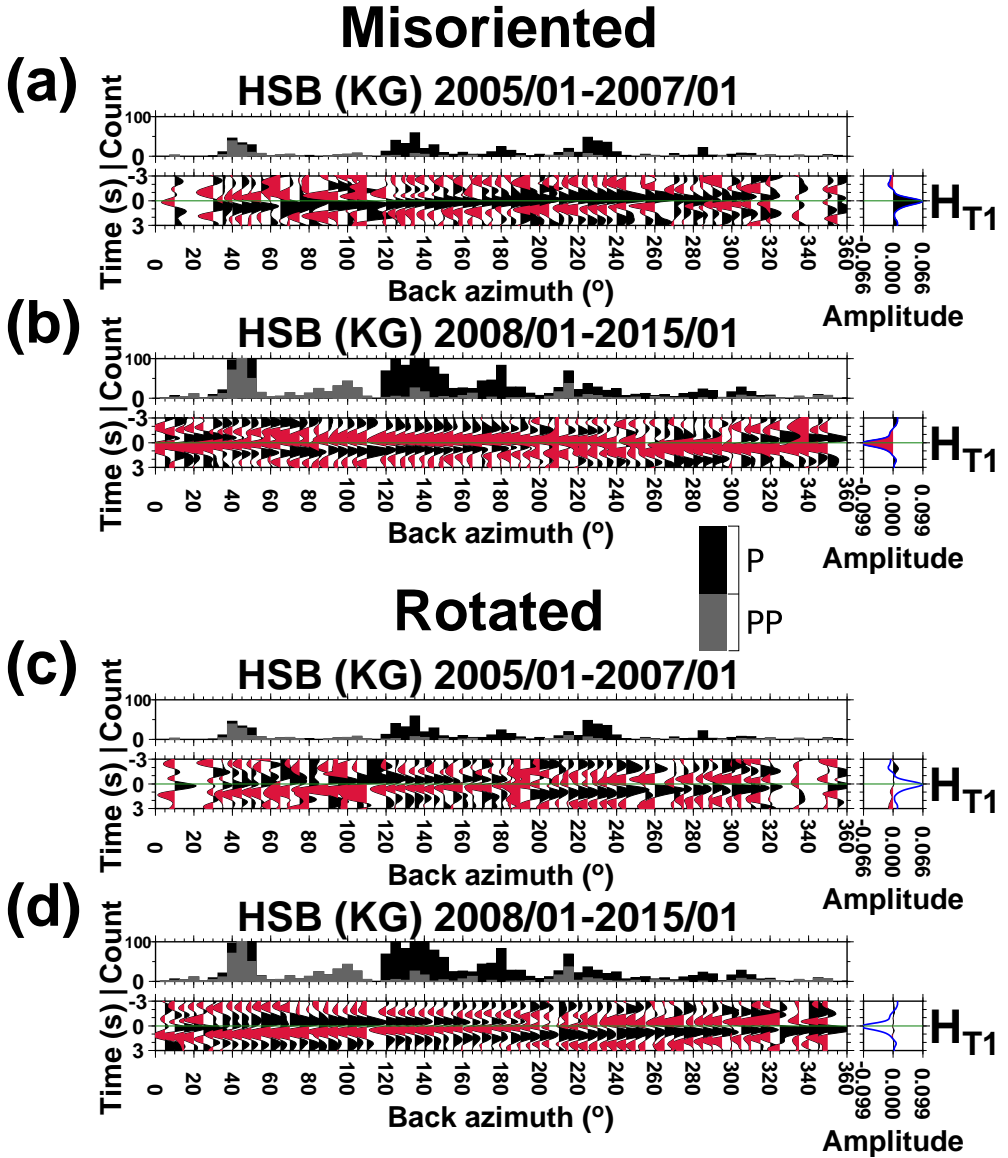 Misoriented
(a)
HSB (KG) 2005/01-2007/01
Time (s) | Count
100
0
-3
0
3
H_T1
0 20 40 60 80 100 120 140 160 180 200 220 240 260 280 300 320 340 360
Back azimuth (º)
-0.066 0.000 0.066
Amplitude
(b)
HSB (KG) 2008/01-2015/01
Time (s) | Count
100
0
-3
0
3
H_T1
0 20 40 60 80 100 120 140 160 180 200 220 240 260 280 300 320 340 360
Back azimuth (º)
-0.099 0.000 0.099
Amplitude
P
PP
Rotated
(c)
HSB (KG) 2005/01-2007/01
Time (s) | Count
100
0
-3
0
3
H_T1
0 20 40 60 80 100 120 140 160 180 200 220 240 260 280 300 320 340 360
Back azimuth (º)
-0.066 0.000 0.066
Amplitude
(d)
HSB (KG) 2008/01-2015/01
Time (s) | Count
100
0
-3
0
3
H_T1
0 20 40 60 80 100 120 140 160 180 200 220 240 260 280 300 320 340 360
Back azimuth (º)
-0.099 0.000 0.099
Amplitude